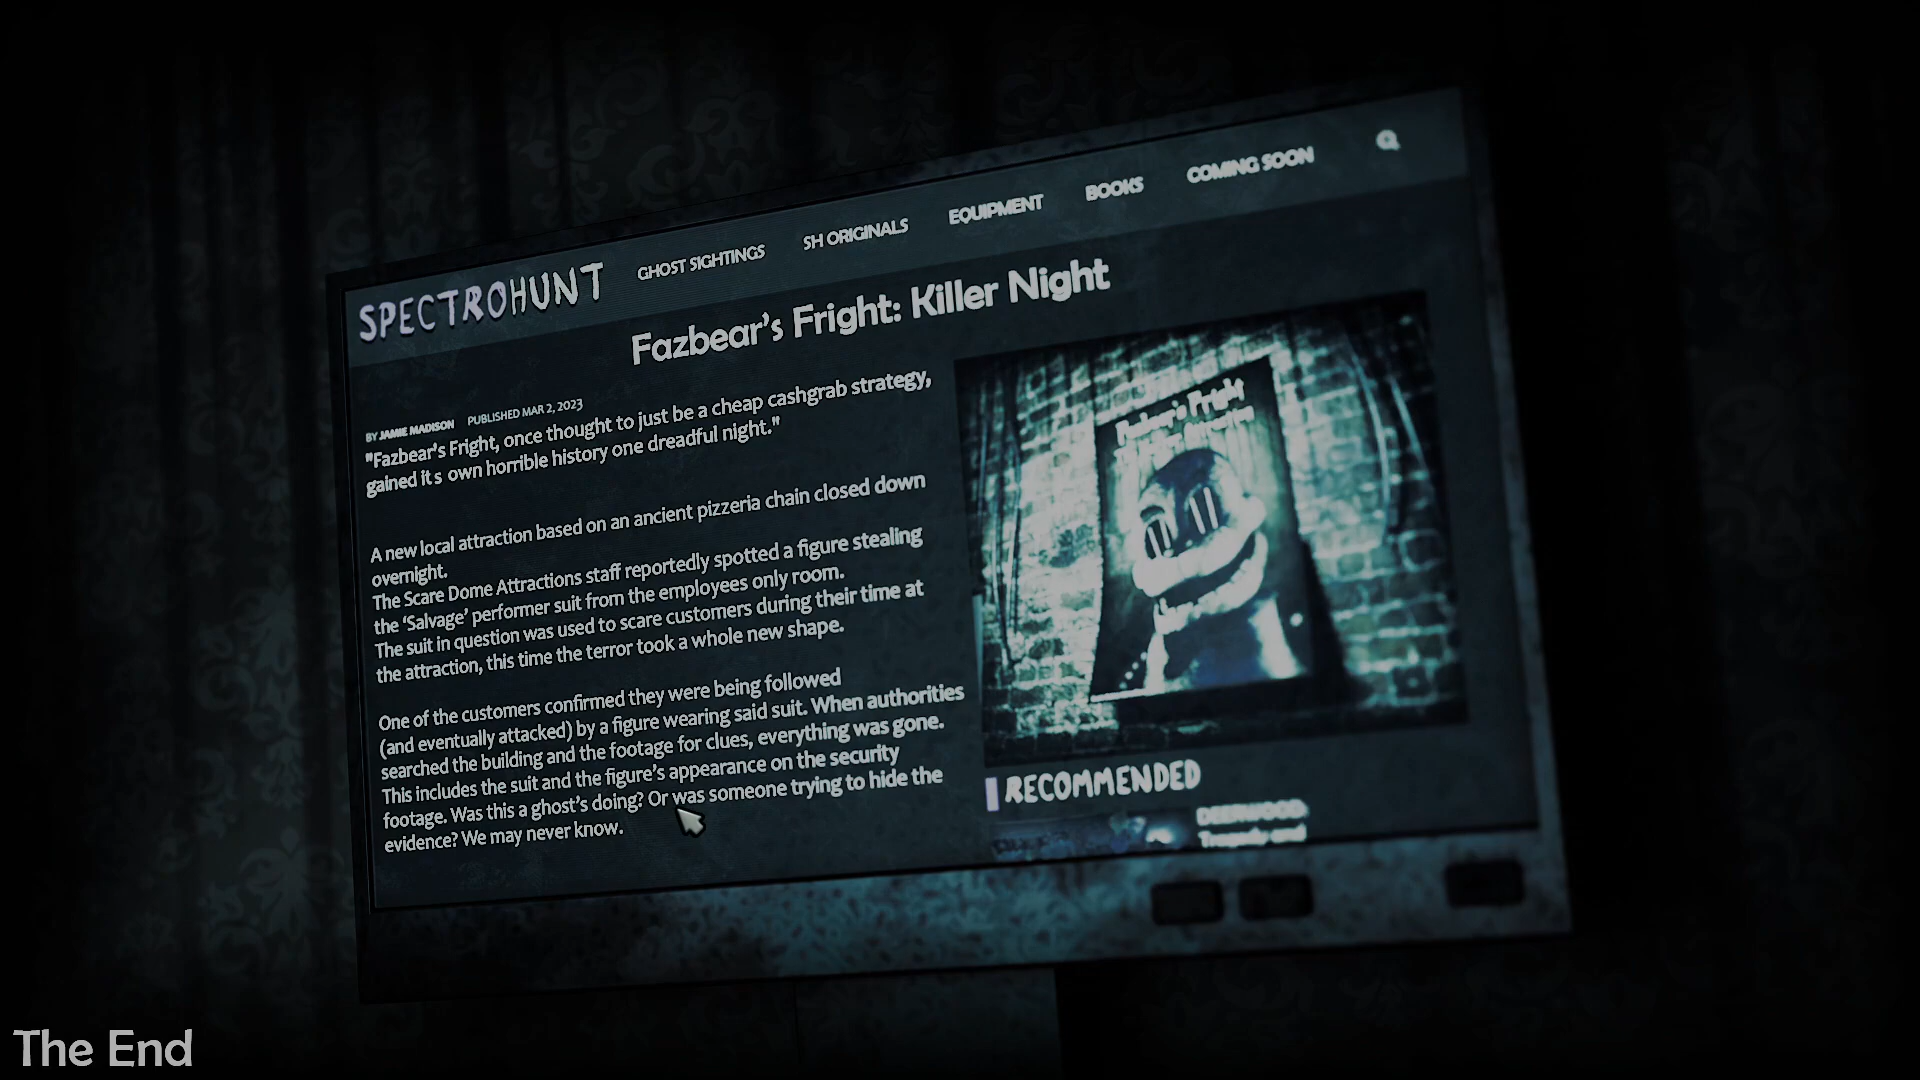 SPECTROHUNT
GHOST SIGHTINGS
SH ORIGINALS
EQUIPMENT
BOOKS
COMING SOON
Fazbear's Fright: Killer Night
BY JAMIE MADISON PUBLISHED MAR 2, 2023
"Fazbear's Fright, once thought to just be a cheap cashgrab strategy,
gained its own horrible history one dreadful night."
A new local attraction based on an ancient pizzeria chain closed down
overnight.
The Scare Dome Attractions staff reportedly spotted a figure stealing
the ‘Salvage’ performer suit from the employees only room.
The suit in question was used to scare customers during their time at
the attraction, this time the terror took a whole new shape.
One of the customers confirmed they were being followed
(and eventually attacked) by a figure wearing said suit. When authorities
searched the building and the footage for clues, everything was gone.
This includes the suit and the figure's appearance on the security
footage. Was this a ghost's doing? Or was someone trying to hide the
evidence? We may never know.
Fazbear's Fright
RECOMMENDED
Tragedy and
The End